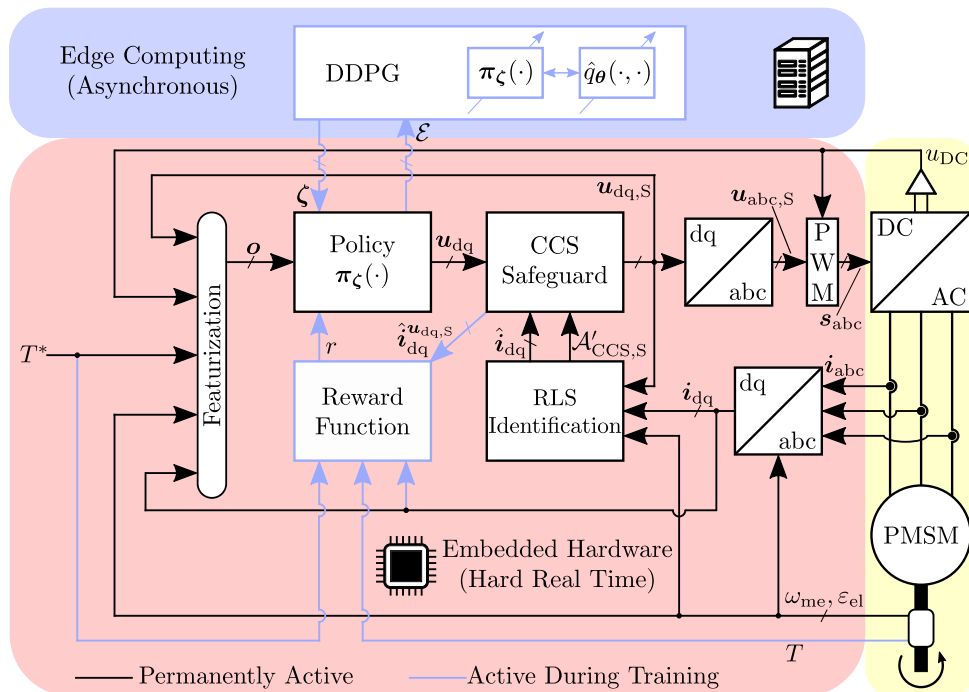 Edge Computing
(Asynchronous)
DDPG
π_ζ(·)
q̂_θ(·, ·)
ℰ
ζ
u_DC
u_dq,S
u_abc,S
o
Policy
π_ζ(·)
u_dq
CCS
Safeguard
dq
abc
P
W
M
DC
AC
s_abc
T*
Featurization
r
î_dq^{u_dq,S}
î_dq
𝒜′_CCS,S
Reward
Function
RLS
Identification
i_dq
dq
abc
i_abc
PMSM
Embedded Hardware
(Hard Real Time)
ω_me, ε_el
T
Permanently Active
Active During Training